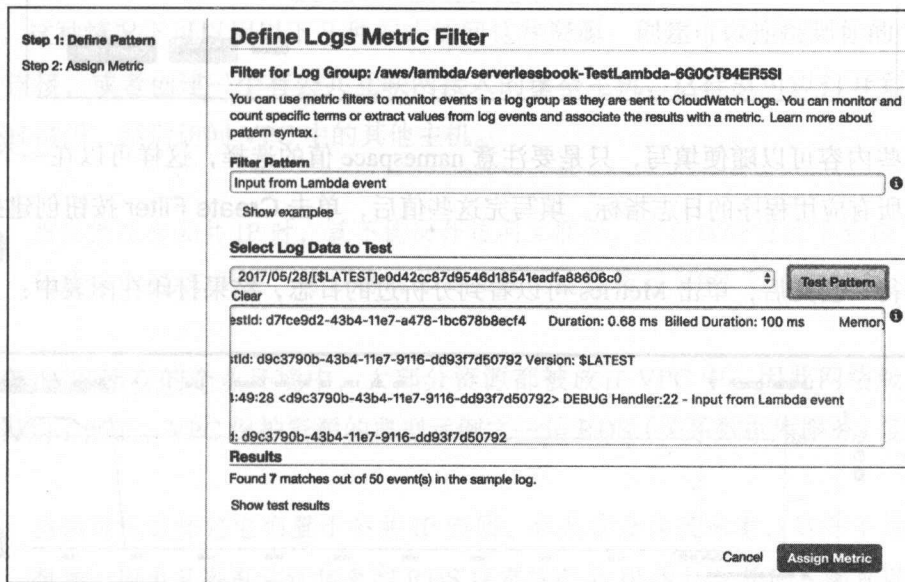 Step 1: Define Pattern
Step 2: Assign Metric
Define Logs Metric Filter
Filter for Log Group: /aws/lambda/serverlessbook-TestLambda-6G0CT84ER5SI
You can use metric filters to monitor events in a log group as they are sent to CloudWatch Logs. You can monitor and
count specific terms or extract values from log events and associate the results with a metric. Learn more about
pattern syntax.
Filter Pattern
Input from Lambda event
Show examples
Select Log Data to Test
2017/05/28/[$LATEST]e0d42cc87d9546d18541eadfa88606c0
Test Pattern
Clear
estId: d7fce9d2-43b4-11e7-a478-1bc678b8ecf4 Duration: 0.68 ms Billed Duration: 100 ms Memor
stId: d9c3790b-43b4-11e7-9116-dd93f7d50792 Version: $LATEST
:49:28 <d9c3790b-43b4-11e7-9116-dd93f7d50792> DEBUG Handler:22 - Input from Lambda event
d: d9c3790b-43b4-11e7-9116-dd93f7d50792
Results
Found 7 matches out of 50 event(s) in the sample log.
Show test results
Cancel
Assign Metric